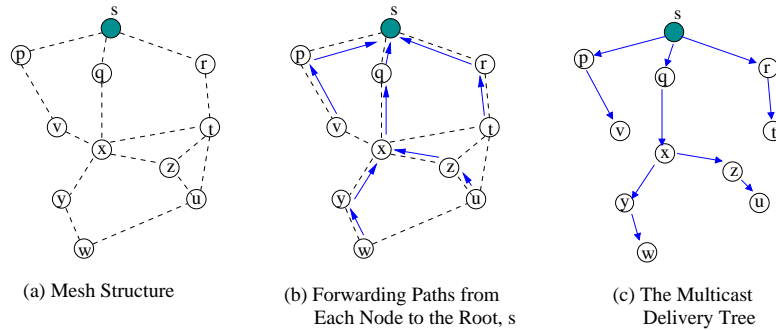 s
p
q
r
v
x
t
z
y
u
w
(a) Mesh Structure
s
p
q
r
v
x
t
z
y
u
w
(b) Forwarding Paths from
Each Node to the Root, s
s
p
q
r
v
t
x
z
y
u
w
(c) The Multicast
Delivery Tree